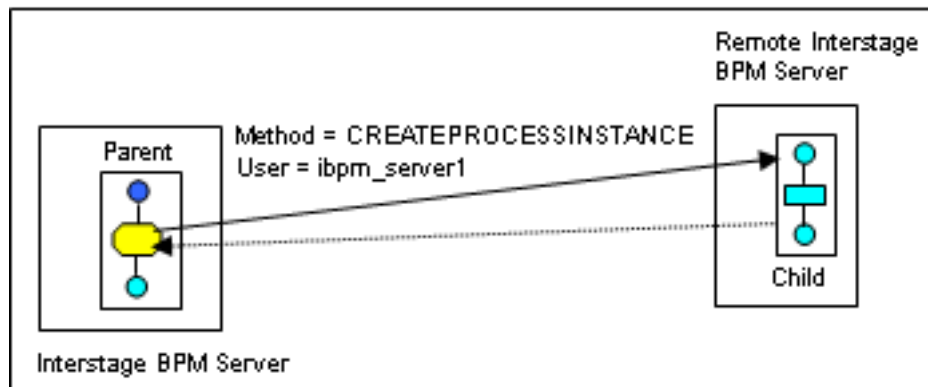 Remote Interstage
BPM Server
Method = CREATEPROCESSINSTANCE
Parent
User = ibpm_server1
Child
Interstage BPM Server